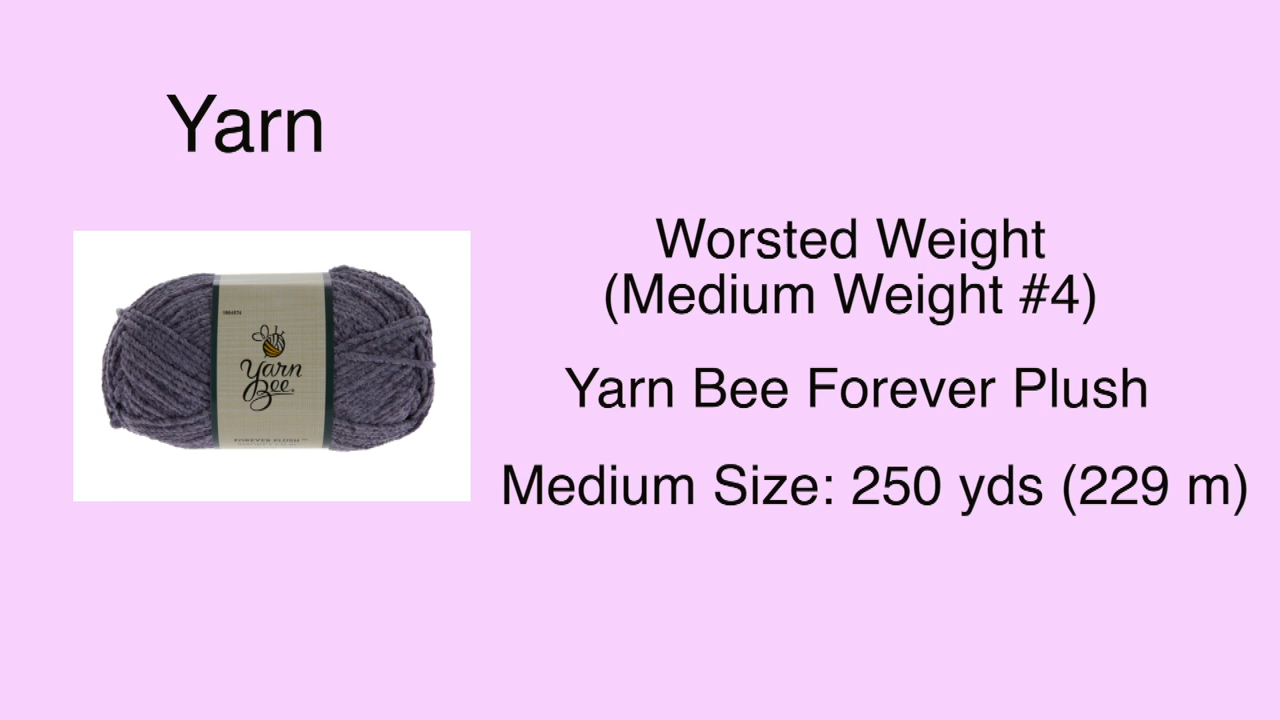 Yarn
Worsted Weight
(Medium Weight #4)
Yarn Bee Forever Plush
Medium Size: 250 yds (229 m)
Yarn
Bee
FOREVER PLUSH